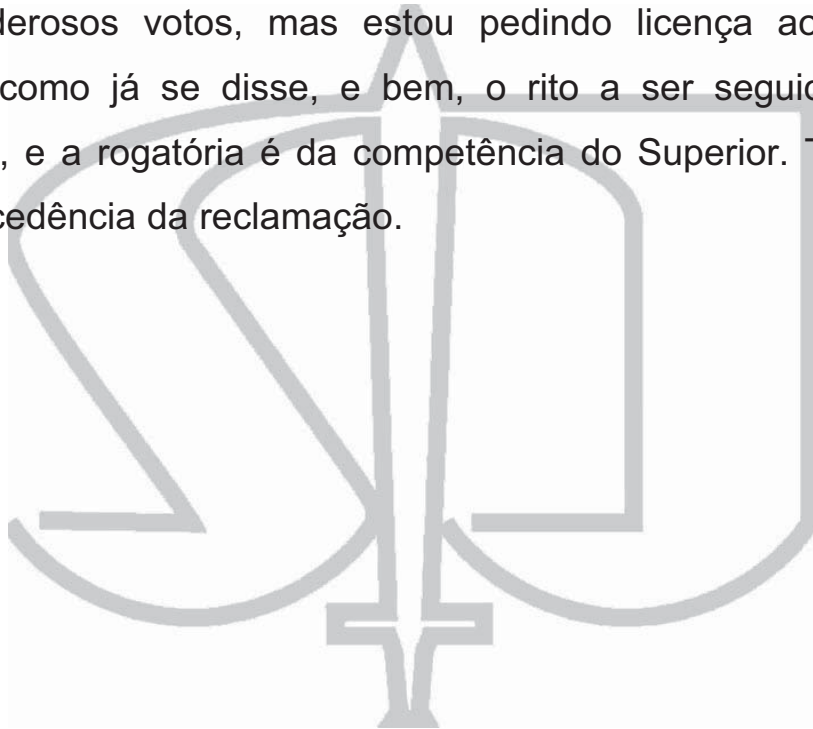 derosos votos, mas estou pedindo licença ao
como já se disse, e bem, o rito a ser seguid
, e a rogatória é da competência do Superior. T
cedência da reclamação.